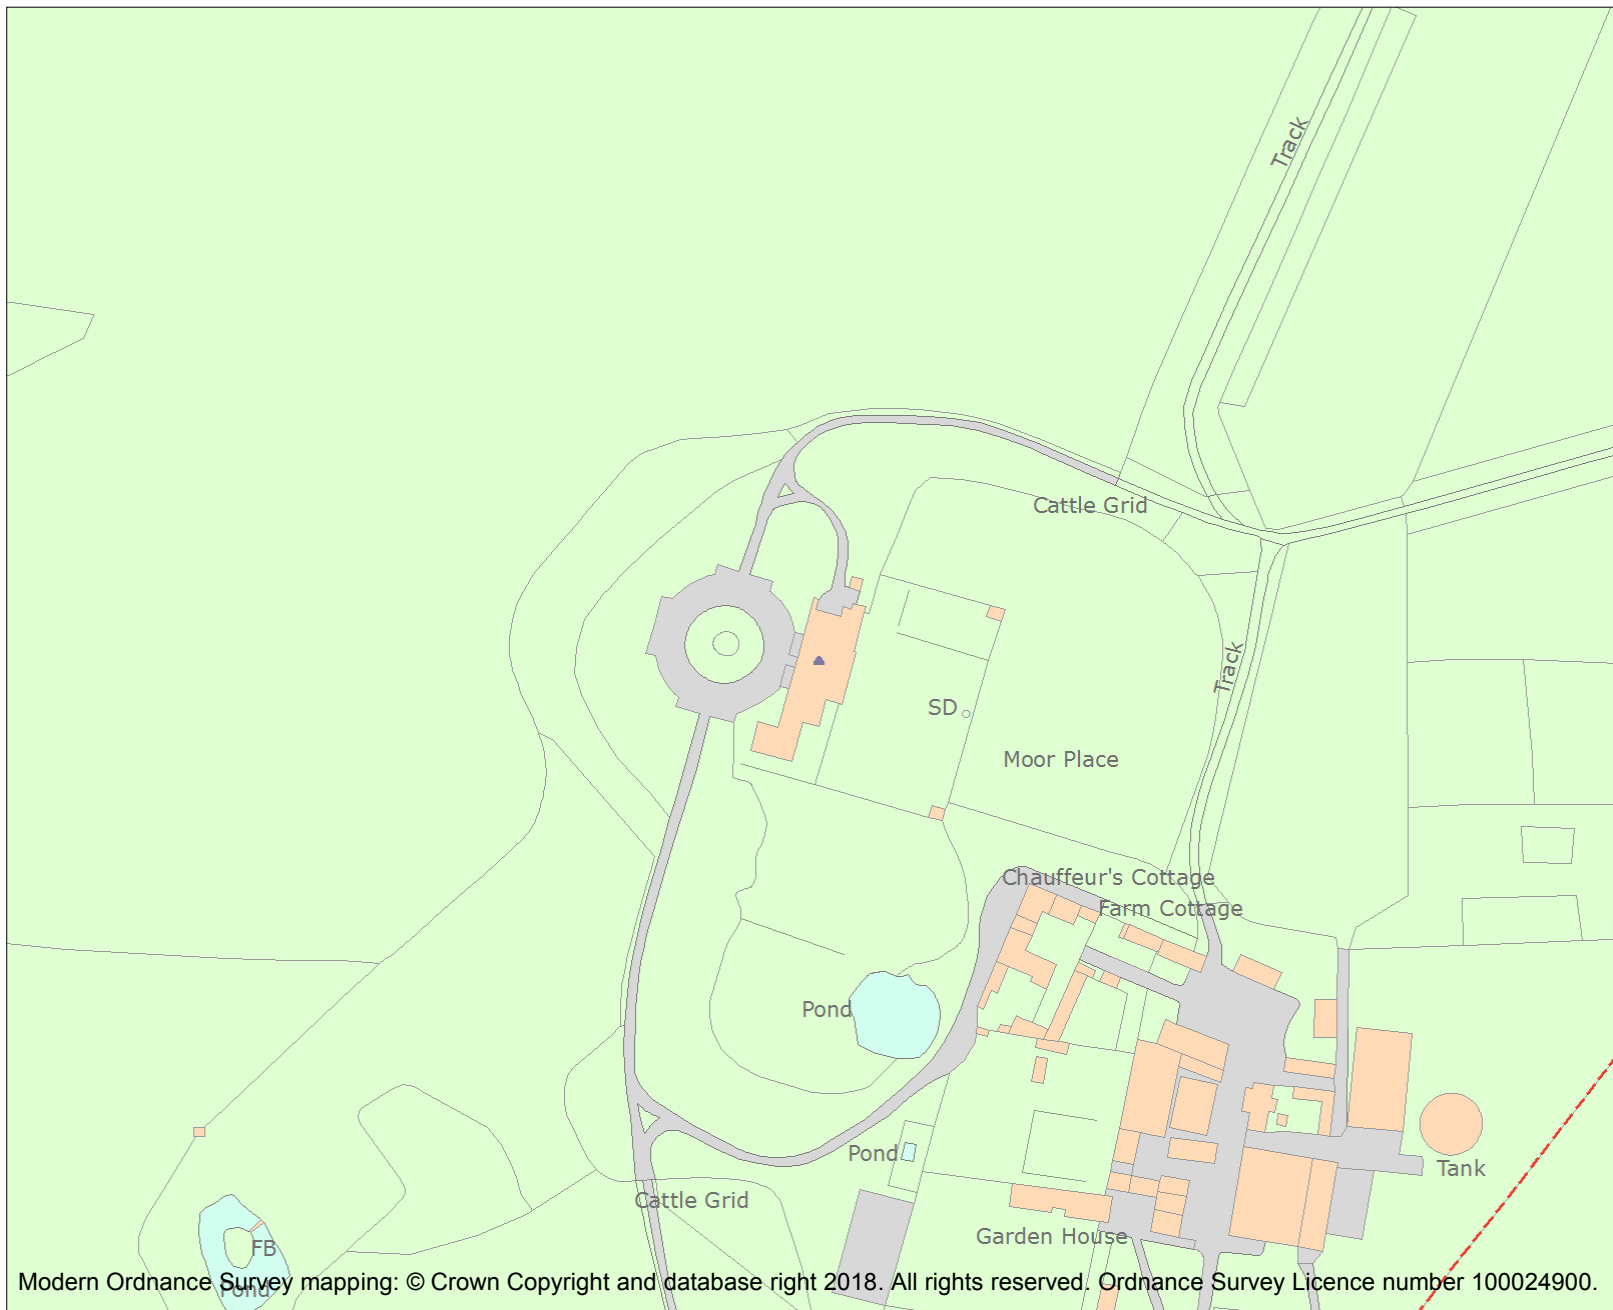 Track
Cattle Grid
Track
SD
Moor Place
Chauffeur's Cottage
Farm Cottage
Pond
Pond
Tank
Cattle Grid
Garden House
FB
Pond
Modern Ordnance Survey mapping: © Crown Copyright and database right 2018. All rights reserved. Ordnance Survey Licence number 100024900.